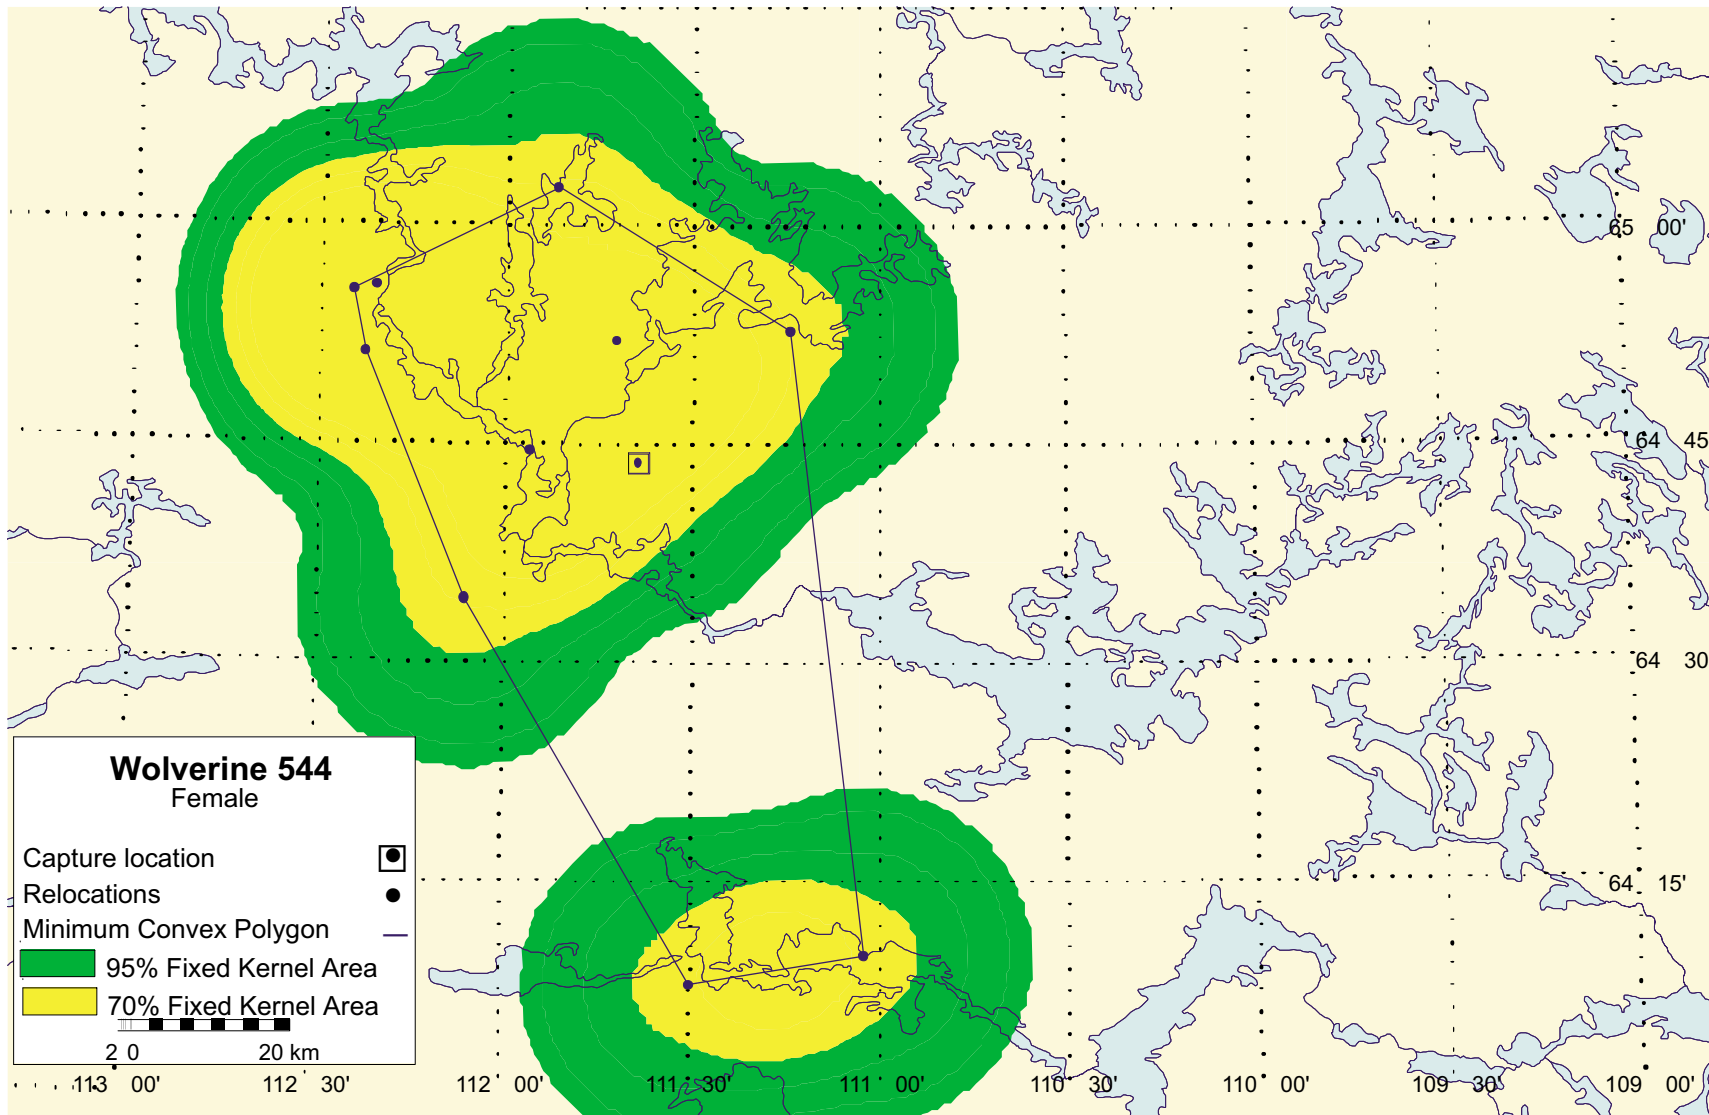 65 00'
64 45
64 30
64 15'
Wolverine 544
Female
Capture location
Relocations
Minimum Convex Polygon
95% Fixed Kernel Area
70% Fixed Kernel Area
2 0 20 km
113 00' 112 30' 112 00' 111 30' 111 00' 110 30' 110 00' 109 30' 109 00'